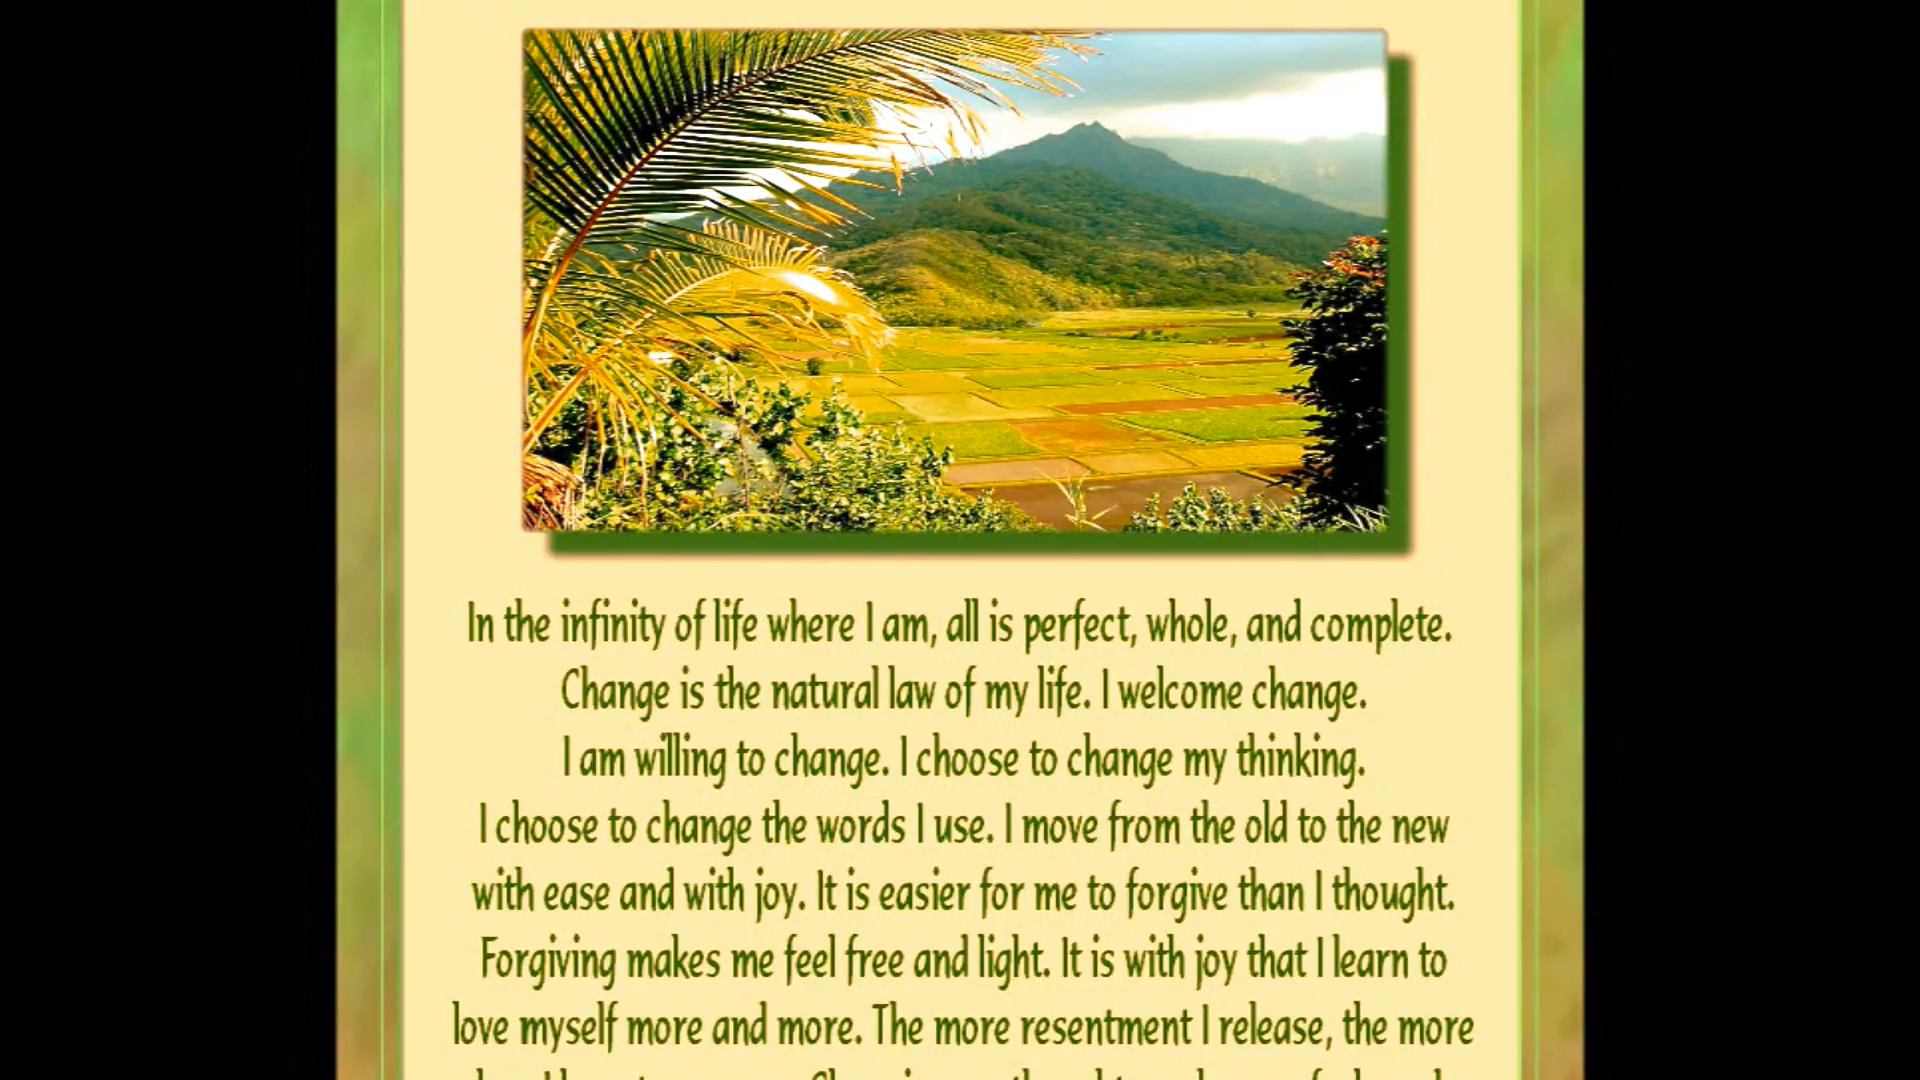 In the infinity of life where I am, all is perfect, whole, and complete.
Change is the natural law of my life. I welcome change.
I am willing to change. I choose to change my thinking.
I choose to change the words I use. I move from the old to the new
with ease and with joy. It is easier for me to forgive than I thought.
Forgiving makes me feel free and light. It is with joy that I learn to
love myself more and more. The more resentment I release, the more